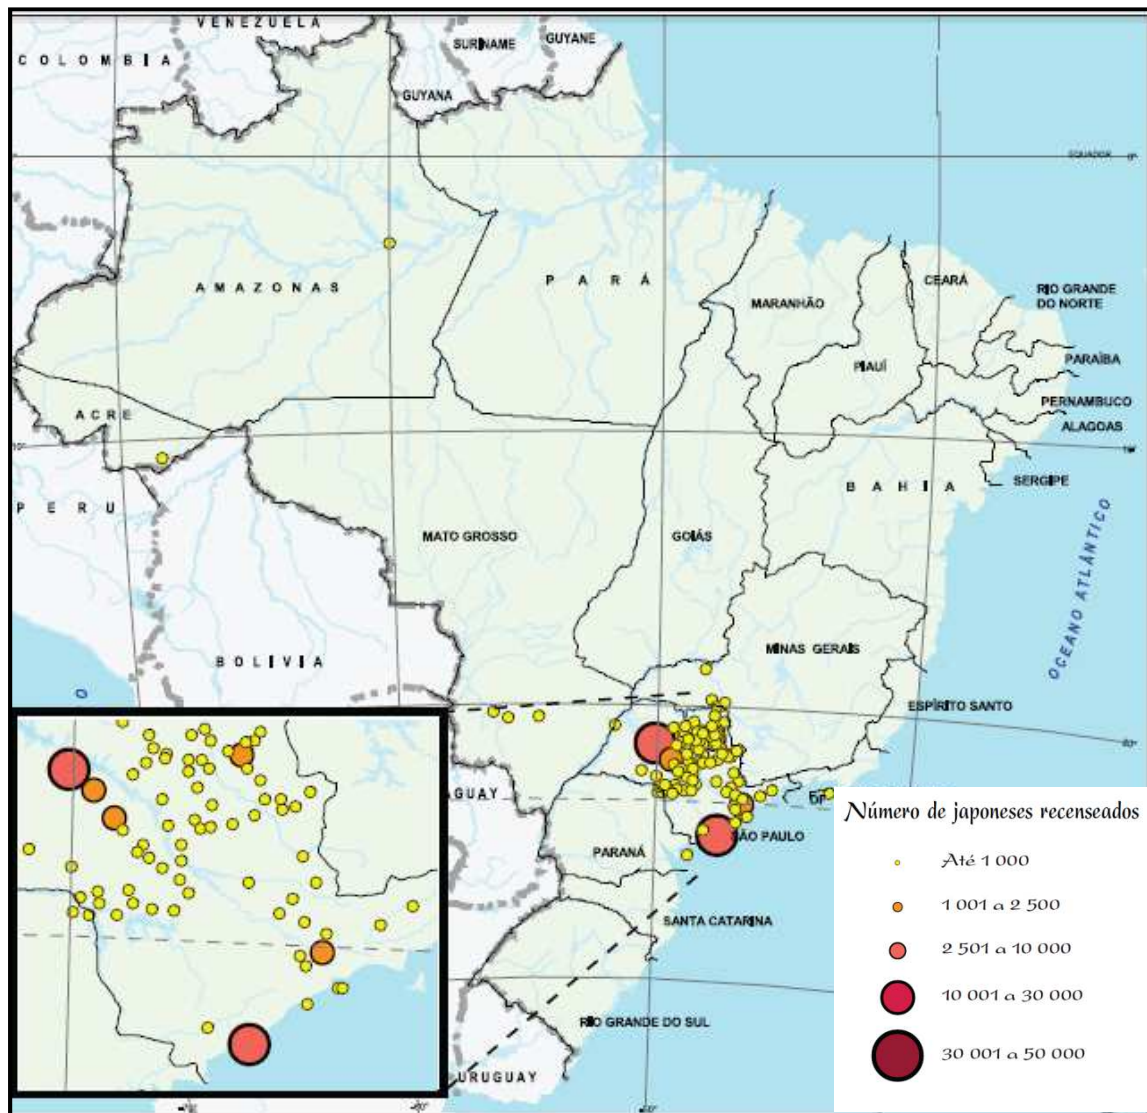 VENEZUELA
SURINAME
GUYANE
COLOMBIA
GUYANA
EQUADOR
0°
AMAZONAS
PARÁ
MARANHÃO
CEARÁ
RIO GRANDE
DO NORTE
PIAUÍ
PARAÍBA
PERNAMBUCO
ALAGOAS
ACRE
SERGIPE
BAHIA
PERU
MATO GROSSO
GOIÁS
OCEANO ATLÂNTICO
MINAS GERAIS
BOLÍVIA
O
ESPÍRITO SANTO
GUAY
DF
SÃO PAULO
PARANÁ
SANTA CATARINA
RIO GRANDE DO SUL
URUGUAY
Número de japoneses recenseados
Até 1 000
1 001 a 2 500
2 501 a 10 000
10 001 a 30 000
30 001 a 50 000